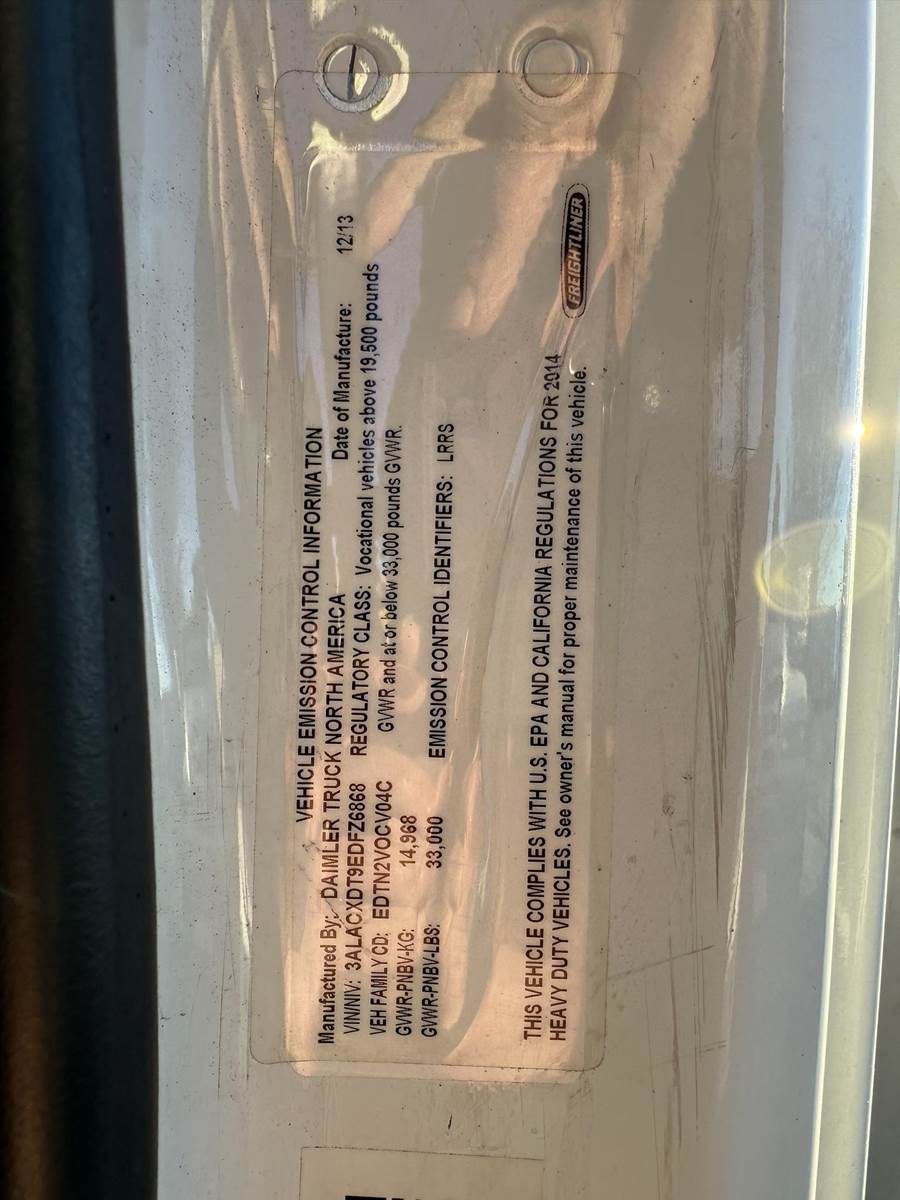 VEHICLE EMISSION CONTROL INFORMATION
Manufactured By: DAIMLER TRUCK NORTH AMERICA Date of Manufacture: 12/13
VIN/NIV: 3ALACXDT9EDFZ6868 REGULATORY CLASS: Vocational vehicles above 19,500 pounds
VEH FAMILY CD: EDTN2VOCV04C GVWR and at or below 33,000 pounds GVWR.
GVWR-PNBV-KG: 14,968
GVWR-PNBV-LBS: 33,000 EMISSION CONTROL IDENTIFIERS: LRRS
THIS VEHICLE COMPLIES WITH U.S. EPA AND CALIFORNIA REGULATIONS FOR 2014
HEAVY DUTY VEHICLES. See owner's manual for proper maintenance of this vehicle.
FREIGHTLINER